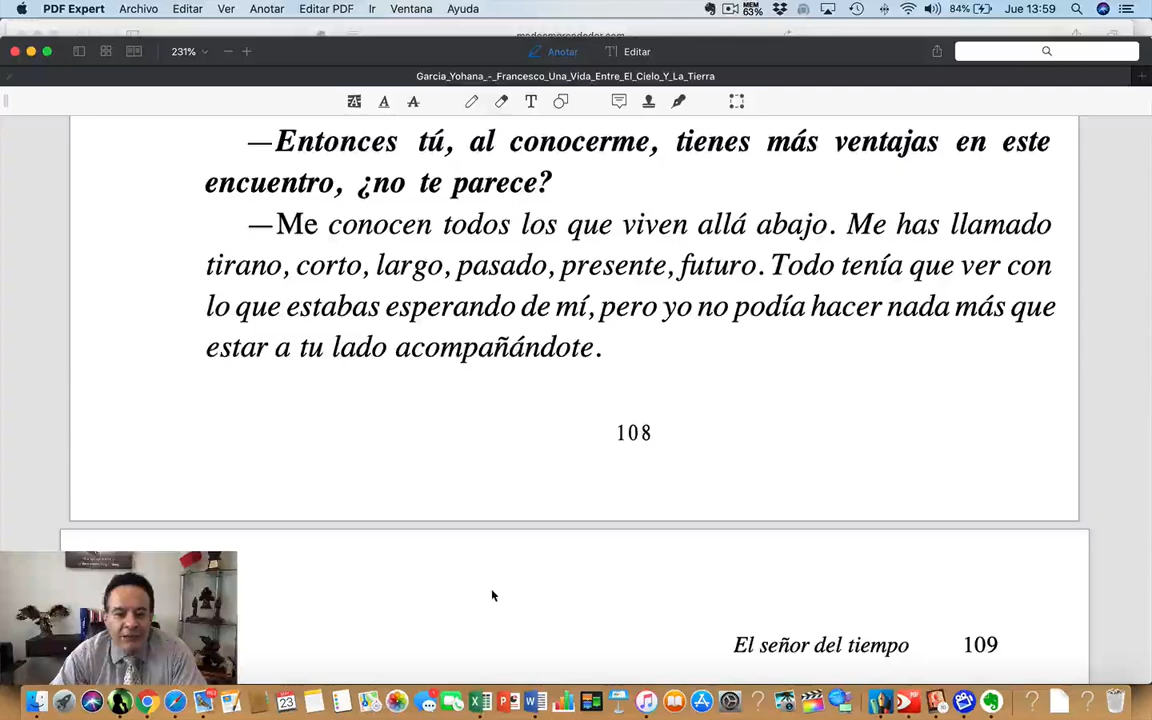 PDF Expert Archivo Editar Ver Anotar Editar PDF Ir Ventana Ayuda MEM 63% 84% Jue 13:59
231% Anotar Editar
Garcia_Yohana_-_Francesco_Una_Vida_Entre_El_Cielo_Y_La_Tierra
—Entonces tú, al conocerme, tienes más ventajas en este
encuentro, ¿no te parece?
—Me conocen todos los que viven allá abajo. Me has llamado
tirano, corto, largo, pasado, presente, futuro. Todo tenía que ver con
lo que estabas esperando de mí, pero yo no podía hacer nada más que
estar a tu lado acompañándote.
108
El señor del tiempo 109